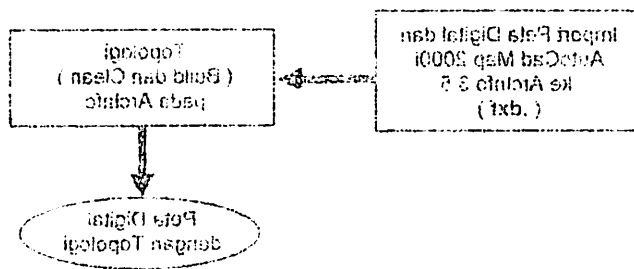 Import Peta Digital dari
AutoCad Map 2000i
ke ArcInfo 3.5
( .dxf )
Topologi
( Build dan Clean )
pada ArcInfo
Peta Digital
dengan Topologi